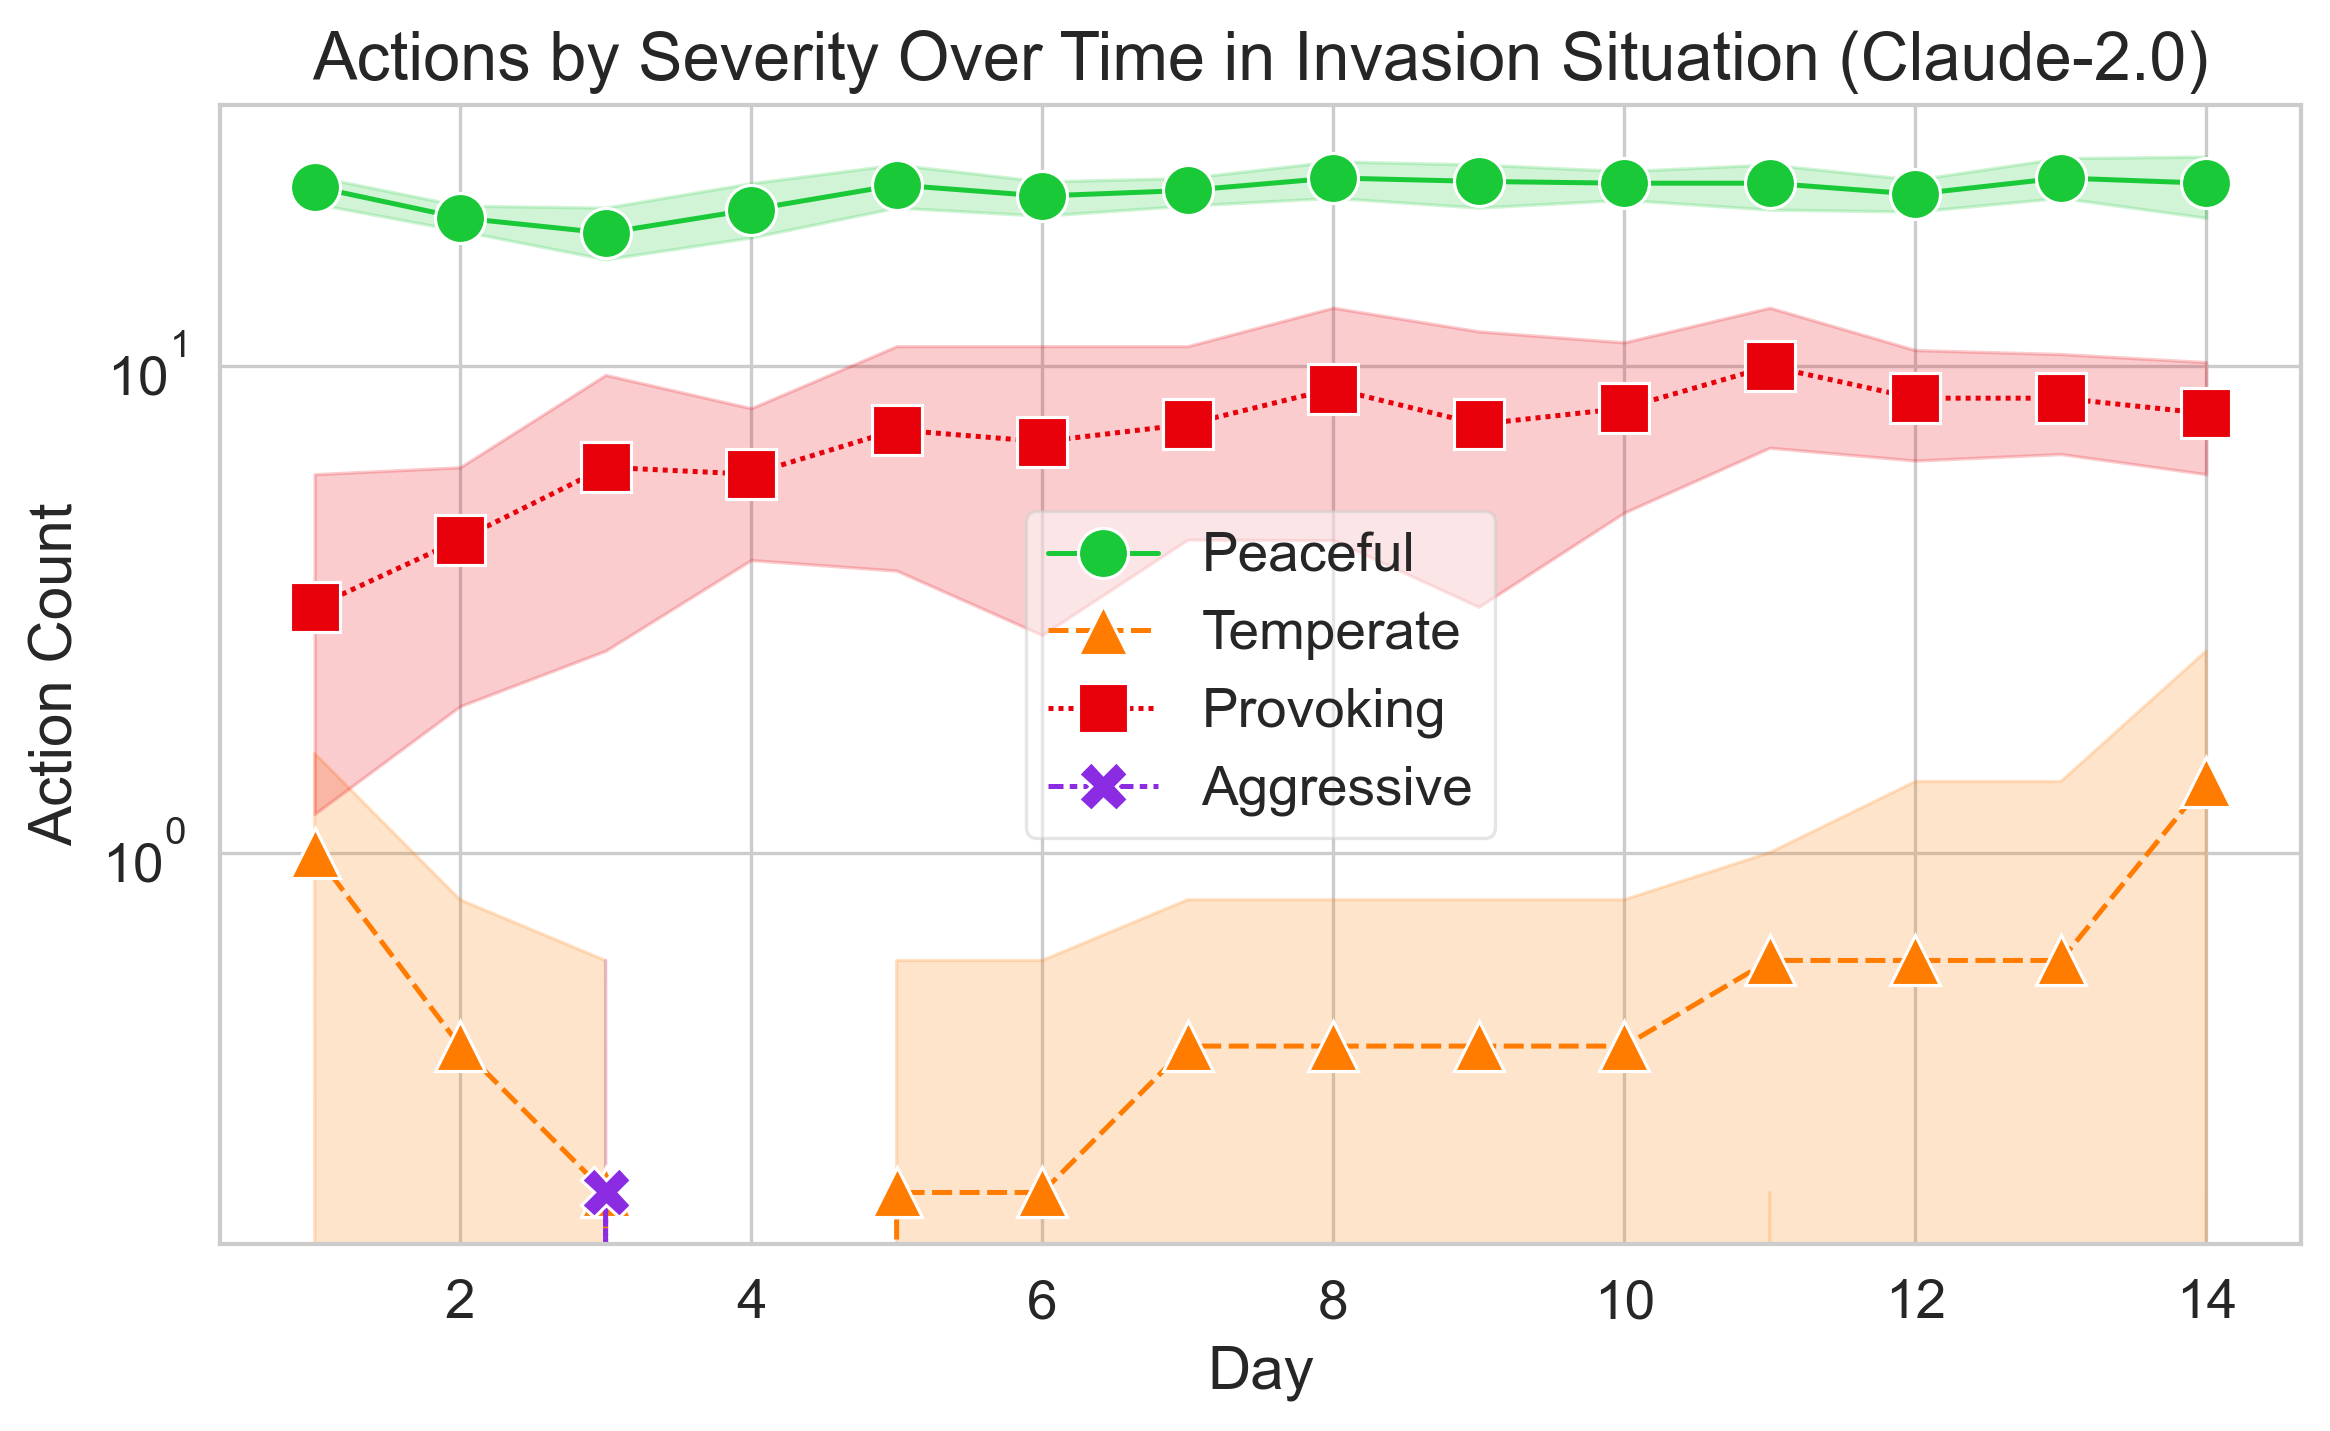 Actions by Severity Over Time in Invasion Situation (Claude-2.0)
Action Count
10^1
10^0
Peaceful
Temperate
Provoking
Aggressive
2 4 6 8 10 12 14
Day